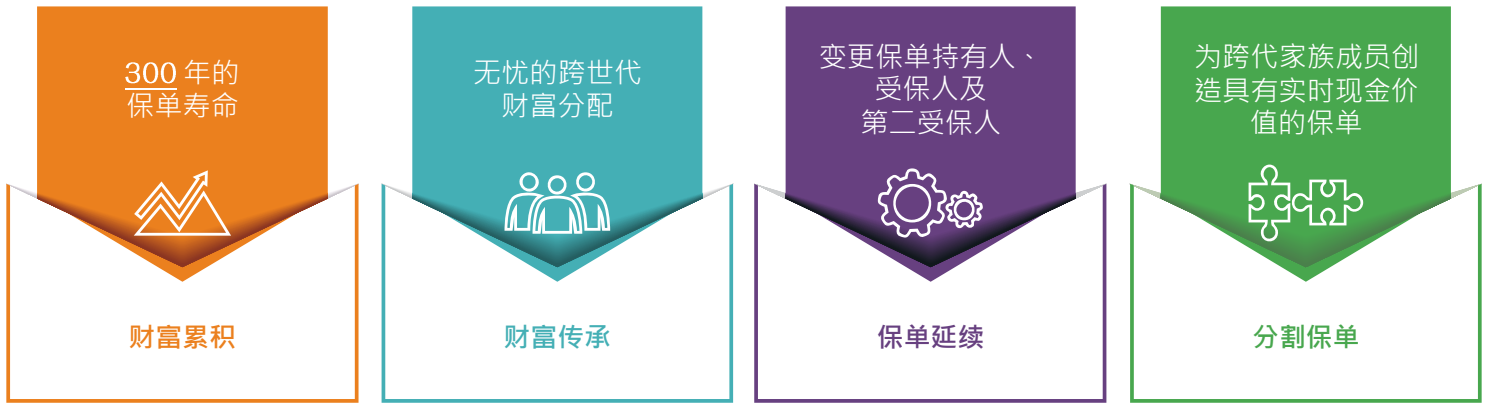 300 年的
保单寿命
财富累积
无忧的跨世代
财富分配
财富传承
变更保单持有人、
受保人及
第二受保人
保单延续
为跨代家族成员创
造具有实时现金价
值的保单
分割保单